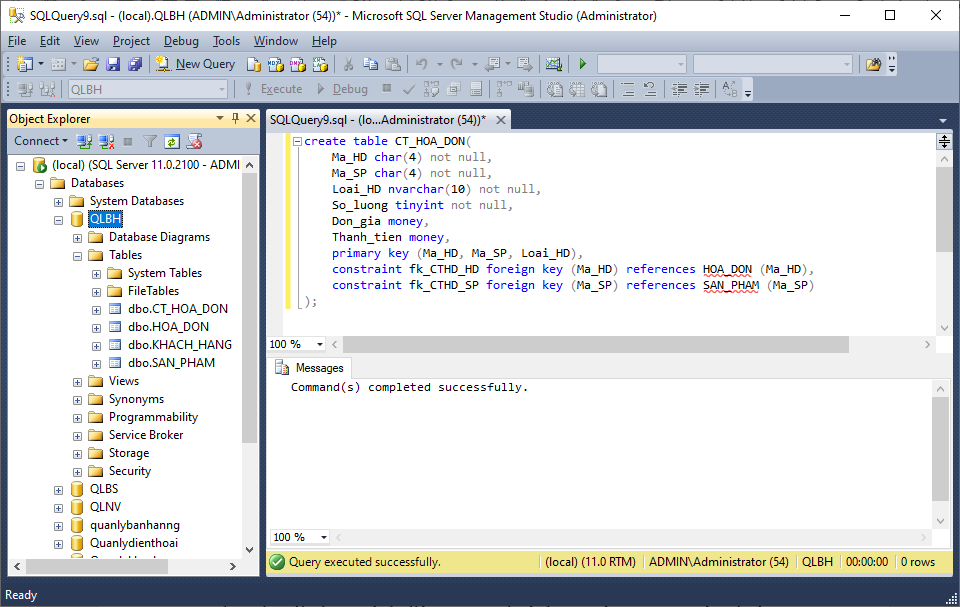 SQLQuery9.sql - (local).QLBH (ADMIN\Administrator (54))* - Microsoft SQL Server Management Studio (Administrator)
File Edit View Project Debug Tools Window Help
New Query
QLBH Execute Debug
Object Explorer
Connect
(local) (SQL Server 11.0.2100 - ADMI
Databases
System Databases
QLBH
Database Diagrams
Tables
System Tables
FileTables
dbo.CT_HOA_DON
dbo.HOA_DON
dbo.KHACH_HANG
dbo.SAN_PHAM
Views
Synonyms
Programmability
Service Broker
Storage
Security
QLBS
QLNV
quanlybanhanng
Quanlydienthoai
SQLQuery9.sql - (lo...Administrator (54))*
create table CT_HOA_DON(
Ma_HD char(4) not null,
Ma_SP char(4) not null,
Loai_HD nvarchar(10) not null,
So_luong tinyint not null,
Don_gia money,
Thanh_tien money,
primary key (Ma_HD, Ma_SP, Loai_HD),
constraint fk_CTHD_HD foreign key (Ma_HD) references HOA_DON (Ma_HD),
constraint fk_CTHD_SP foreign key (Ma_SP) references SAN_PHAM (Ma_SP)
);
100 %
Messages
Command(s) completed successfully.
100 %
Query executed successfully. (local) (11.0 RTM) ADMIN\Administrator (54) QLBH 00:00:00 0 rows
Ready